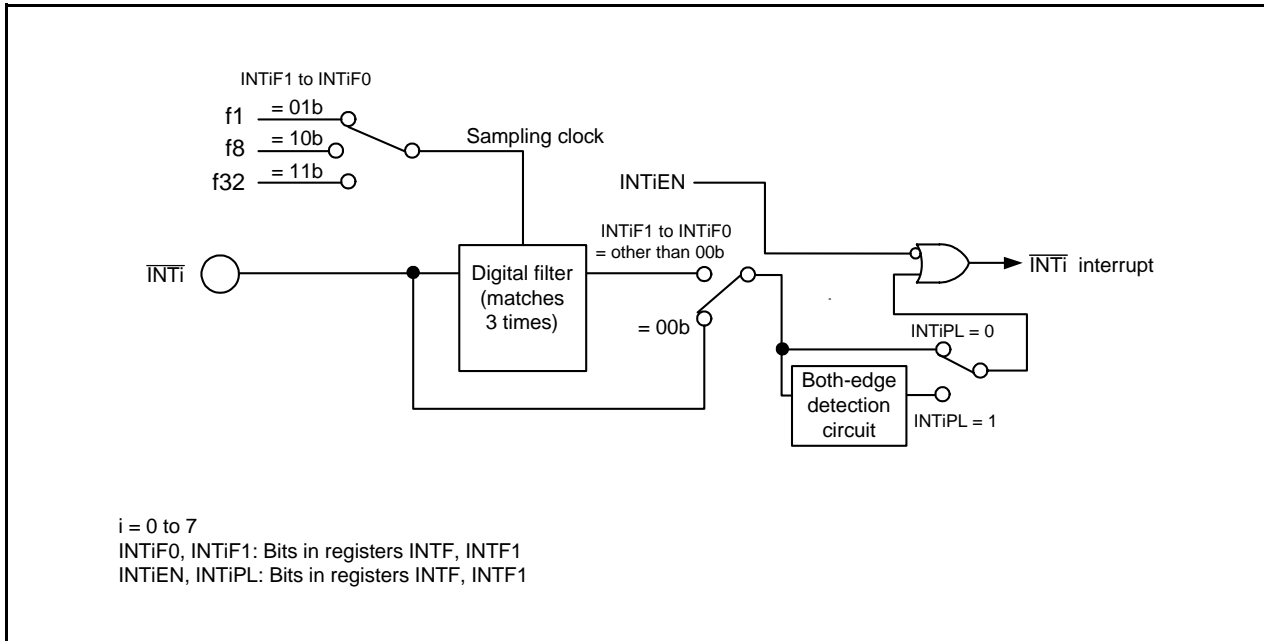 INTiF1 to INTiF0
f1
= 01b
f8
= 10b
f32
= 11b
Sampling clock
INTiEN
INTiF1 to INTiF0
= other than 00b
I̅N̅T̅i̅
Digital filter
(matches
3 times)
= 00b
I̅N̅T̅i̅ interrupt
INTiPL = 0
Both-edge
detection
circuit
INTiPL = 1
i = 0 to 7
INTiF0, INTiF1: Bits in registers INTF, INTF1
INTiEN, INTiPL: Bits in registers INTF, INTF1